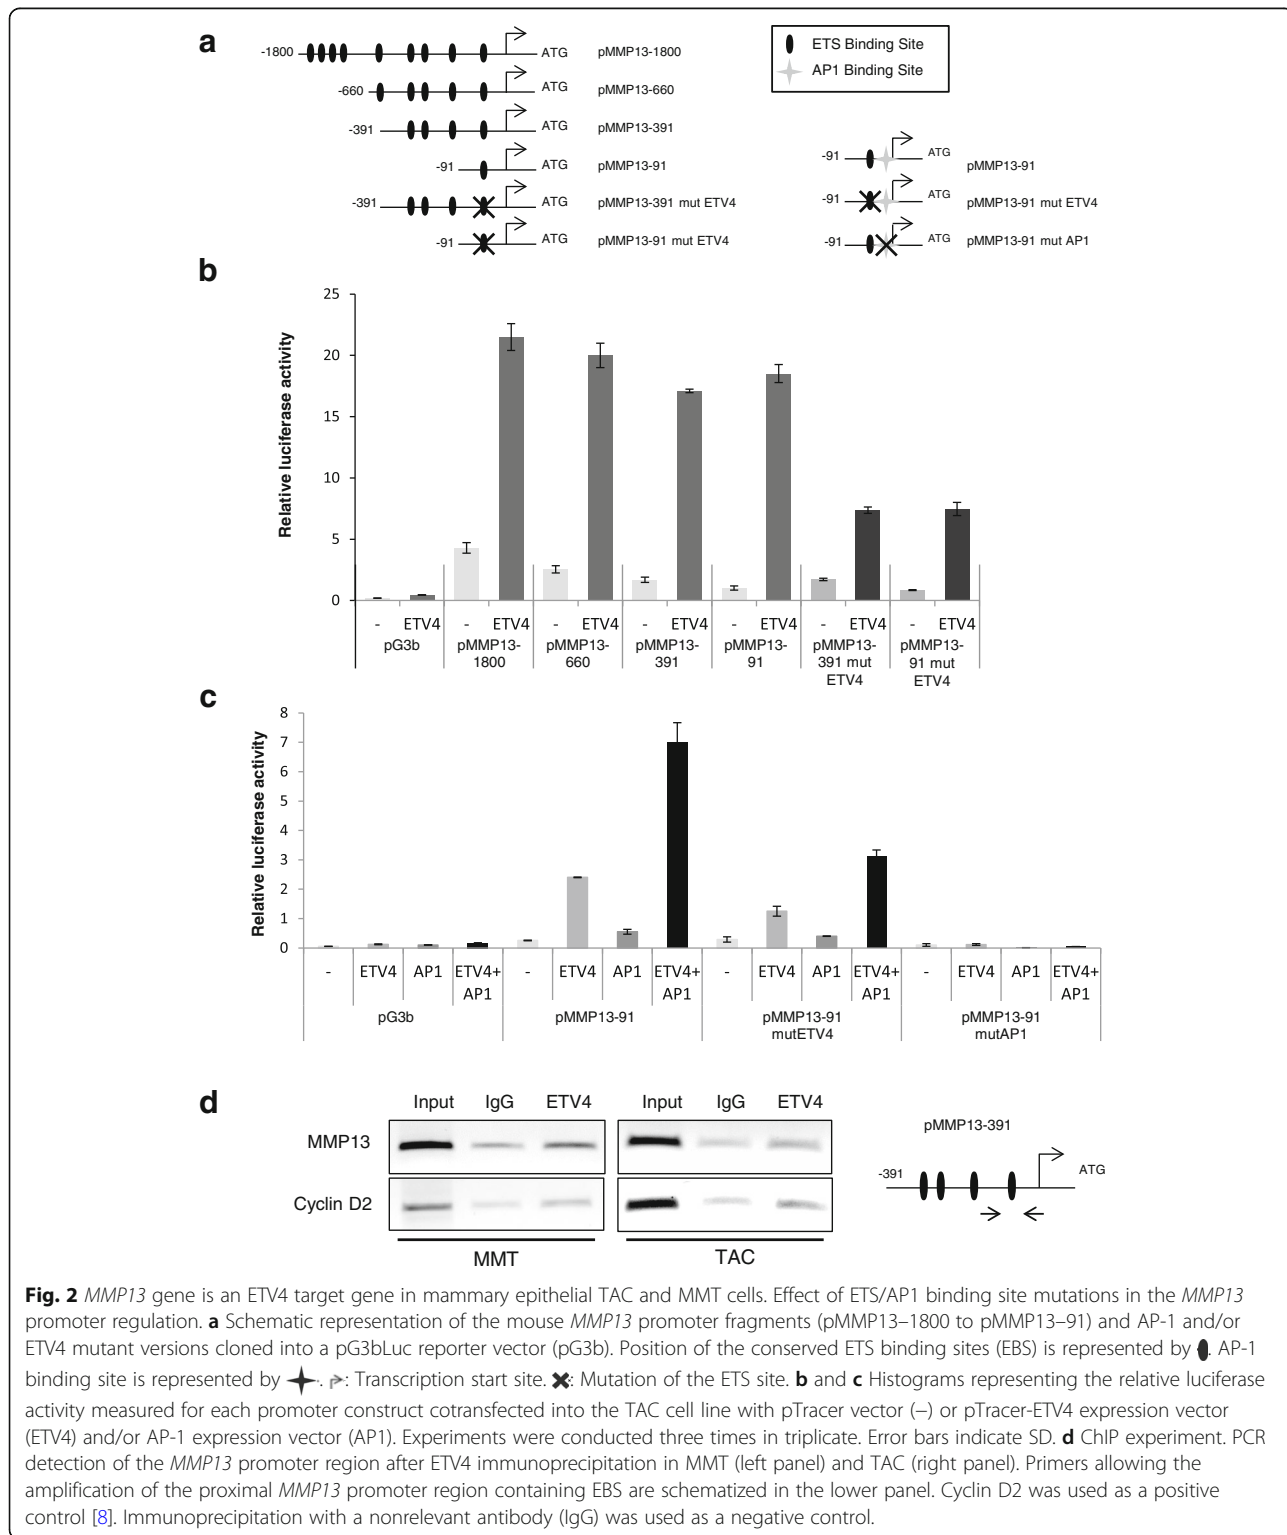 a
-1800 ATG pMMP13-1800
-660 ATG pMMP13-660
-391 ATG pMMP13-391
-91 ATG pMMP13-91
-391 ATG pMMP13-391 mut ETV4
-91 ATG pMMP13-91 mut ETV4
ETS Binding Site
AP1 Binding Site
-91 ATG pMMP13-91
-91 ATG pMMP13-91 mut ETV4
-91 ATG pMMP13-91 mut AP1
b
Relative luciferase activity
25
20
15
10
5
0
- ETV4 - ETV4 - ETV4 - ETV4 - ETV4 - ETV4 - ETV4
pG3b pMMP13-1800 pMMP13-660 pMMP13-391 pMMP13-91 pMMP13-391 mut ETV4 pMMP13-91 mut ETV4
c
Relative luciferase activity
8
7
6
5
4
3
2
1
0
- ETV4 AP1 ETV4+AP1 - ETV4 AP1 ETV4+AP1 - ETV4 AP1 ETV4+AP1 - ETV4 AP1 ETV4+AP1
pG3b pMMP13-91 pMMP13-91 mutETV4 pMMP13-91 mutAP1
d
Input IgG ETV4 Input IgG ETV4
MMP13
Cyclin D2
MMT TAC
pMMP13-391
-391 ATG
Fig. 2 MMP13 gene is an ETV4 target gene in mammary epithelial TAC and MMT cells. Effect of ETS/AP1 binding site mutations in the MMP13
promoter regulation. a Schematic representation of the mouse MMP13 promoter fragments (pMMP13–1800 to pMMP13–91) and AP-1 and/or
ETV4 mutant versions cloned into a pG3bLuc reporter vector (pG3b). Position of the conserved ETS binding sites (EBS) is represented by . AP-1
binding site is represented by . : Transcription start site. : Mutation of the ETS site. b and c Histograms representing the relative luciferase
activity measured for each promoter construct cotransfected into the TAC cell line with pTracer vector (−) or pTracer-ETV4 expression vector
(ETV4) and/or AP-1 expression vector (AP1). Experiments were conducted three times in triplicate. Error bars indicate SD. d ChIP experiment. PCR
detection of the MMP13 promoter region after ETV4 immunoprecipitation in MMT (left panel) and TAC (right panel). Primers allowing the
amplification of the proximal MMP13 promoter region containing EBS are schematized in the lower panel. Cyclin D2 was used as a positive
control [8]. Immunoprecipitation with a nonrelevant antibody (IgG) was used as a negative control.